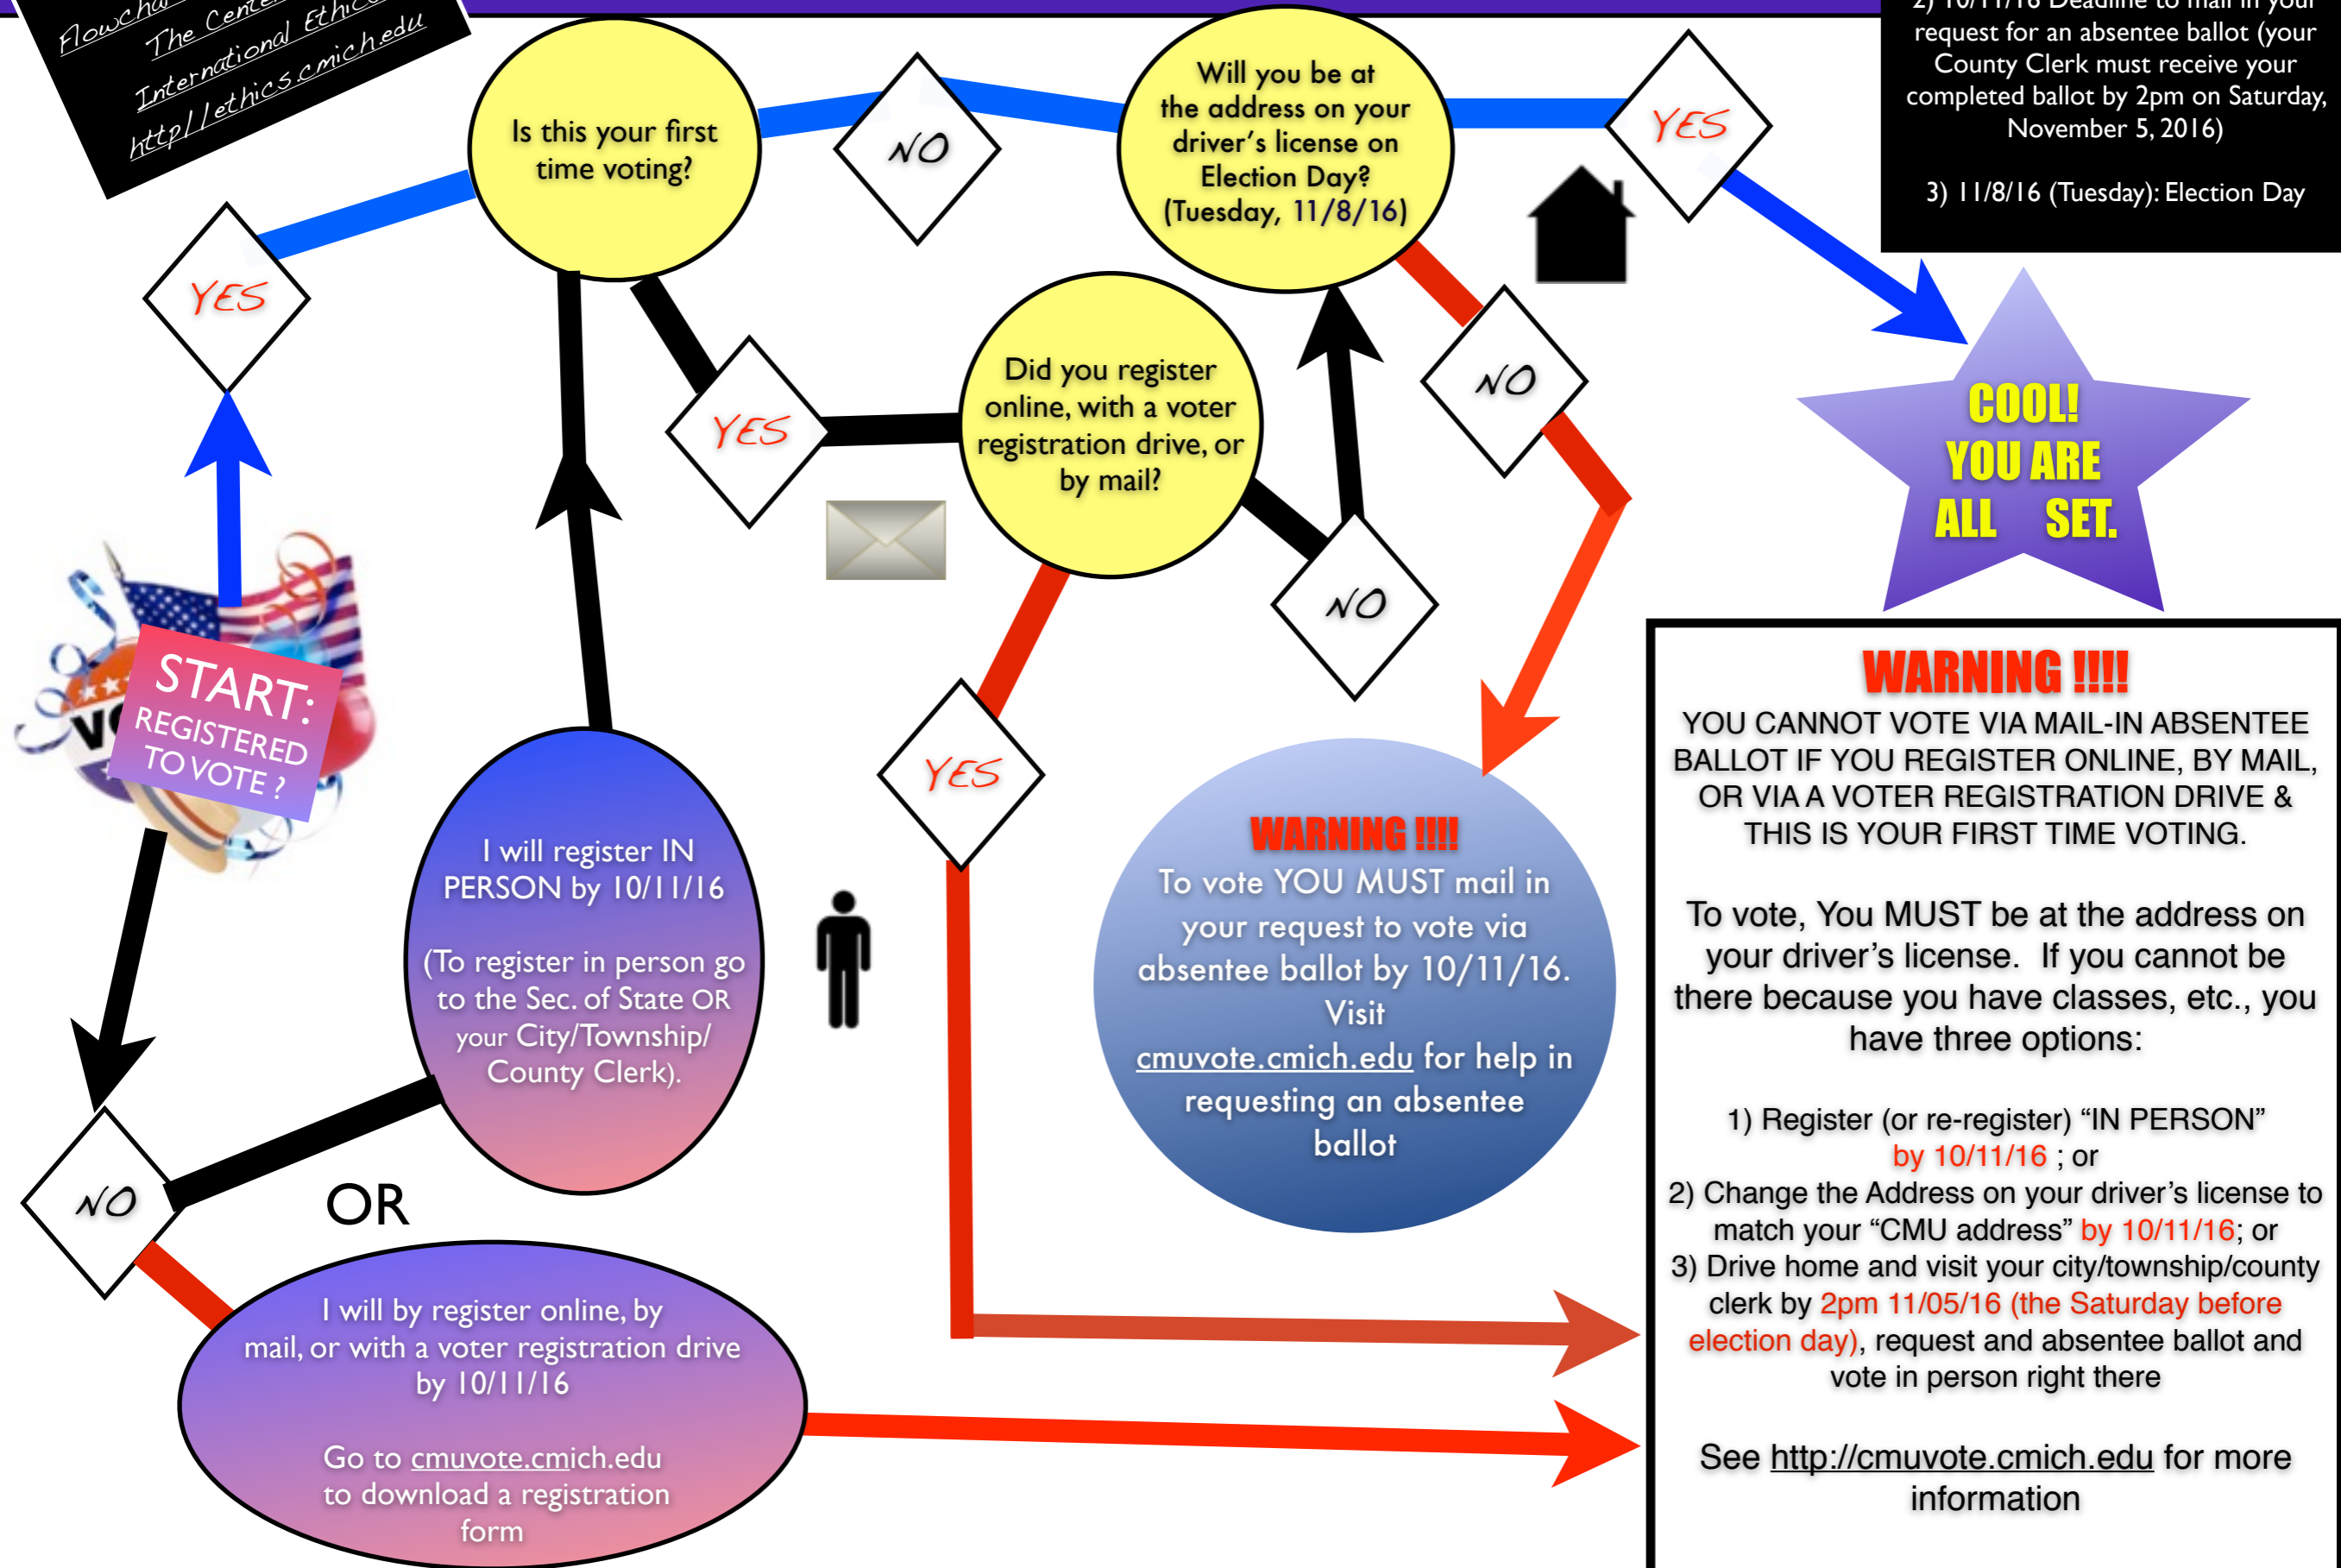 The Cente
International Ethic
http//ethics.cmich.edu
2) 10/11/16 Deadline to mail in your
request for an absentee ballot (your
County Clerk must receive your
completed ballot by 2pm on Saturday,
November 5, 2016)
3) 11/8/16 (Tuesday): Election Day
Is this your first
time voting?
NO
Will you be at
the address on your
driver's license on
Election Day?
(Tuesday, 11/8/16)
YES
YES
YES
Did you register
online, with a voter
registration drive, or
by mail?
NO
COOL!
YOU ARE
ALL SET.
NO
START:
REGISTERED
TO VOTE ?
YES
I will register IN
PERSON by 10/11/16
(To register in person go
to the Sec. of State OR
your City/Township/
County Clerk).
WARNING !!!!
To vote YOU MUST mail in
your request to vote via
absentee ballot by 10/11/16.
Visit
cmuvote.cmich.edu for help in
requesting an absentee
ballot
NO
OR
I will by register online, by
mail, or with a voter registration drive
by 10/11/16
Go to cmuvote.cmich.edu
to download a registration
form
WARNING !!!!
YOU CANNOT VOTE VIA MAIL-IN ABSENTEE
BALLOT IF YOU REGISTER ONLINE, BY MAIL,
OR VIA A VOTER REGISTRATION DRIVE &
THIS IS YOUR FIRST TIME VOTING.
To vote, You MUST be at the address on
your driver's license. If you cannot be
there because you have classes, etc., you
have three options:
1) Register (or re-register) “IN PERSON”
by 10/11/16 ; or
2) Change the Address on your driver's license to
match your “CMU address” by 10/11/16; or
3) Drive home and visit your city/township/county
clerk by 2pm 11/05/16 (the Saturday before
election day), request and absentee ballot and
vote in person right there
See http://cmuvote.cmich.edu for more
information